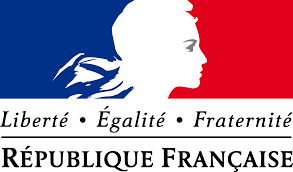 Liberté • Égalité • Fraternité
RÉPUBLIQUE FRANÇAISE